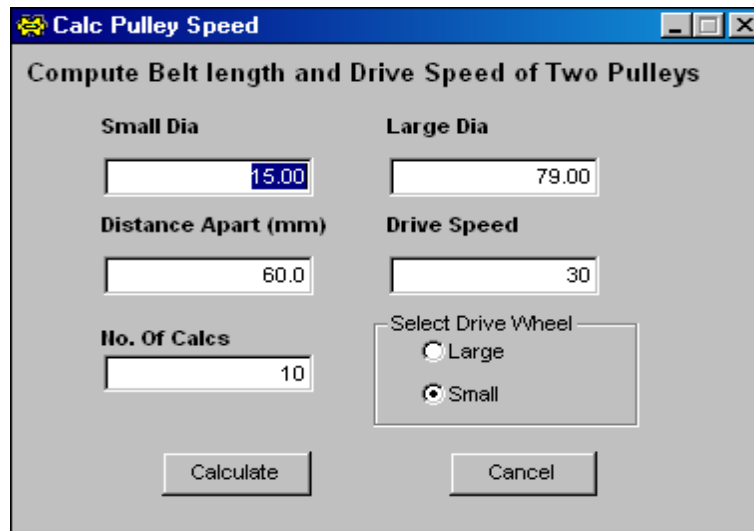 Calc Pulley Speed
Compute Belt length and Drive Speed of Two Pulleys
Small Dia
Large Dia
15.00
79.00
Distance Apart (mm)
Drive Speed
60.0
30
No. Of Calcs
Select Drive Wheel
Large
10
Small
Calculate
Cancel